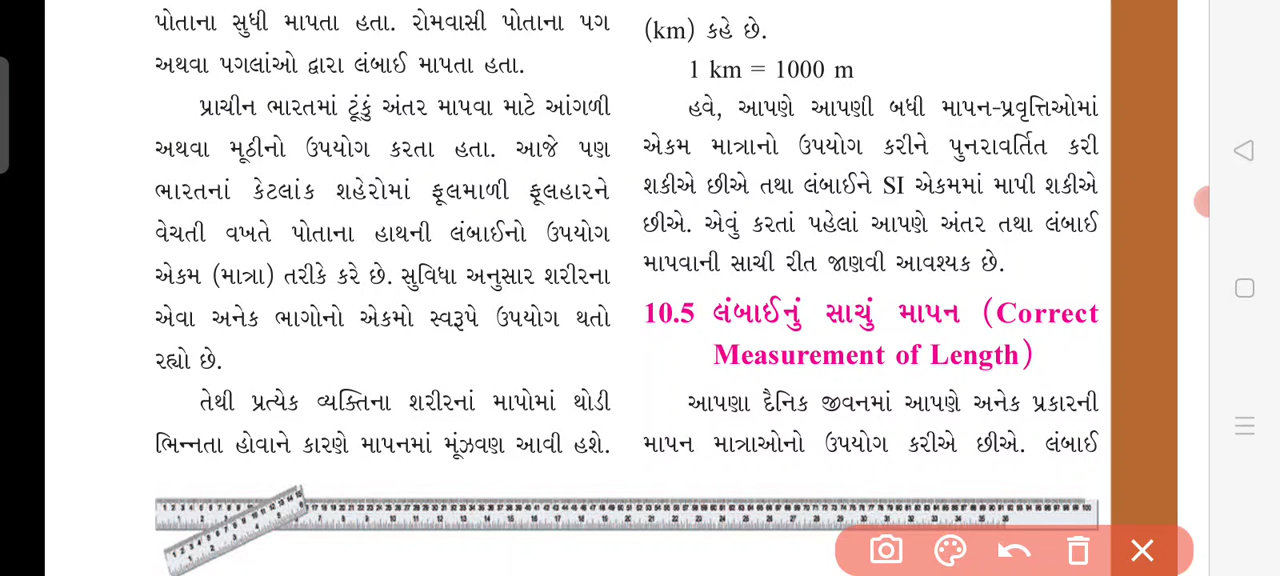 પોતાના સુધી માપતા હતા. રોમવાસી પોતાના પગ
અથવા પગલાંઓ દ્વારા લંબાઈ માપતા હતા.
પ્રાચીન ભારતમાં ટૂંકું અંતર માપવા માટે આંગળી
અથવા મૂઠીનો ઉપયોગ કરતા હતા. આજે પણ
ભારતનાં કેટલાંક શહેરોમાં ફૂલમાળી ફૂલહારને
વેચતી વખતે પોતાના હાથની લંબાઈનો ઉપયોગ
એકમ (માત્રા) તરીકે કરે છે. સુવિધા અનુસાર શરીરના
એવા અનેક ભાગોનો એકમો સ્વરૂપે ઉપયોગ થતો
રહ્યો છે.
તેથી પ્રત્યેક વ્યક્તિના શરીરનાં માપોમાં થોડી
ભિન્નતા હોવાને કારણે માપનમાં મૂંઝવણ આવી હશે.
(km) કહે છે.
1 km = 1000 m
હવે, આપણે આપણી બધી માપન-પ્રવૃત્તિઓમાં
એકમ માત્રાનો ઉપયોગ કરીને પુનરાવર્તિત કરી
શકીએ છીએ તથા લંબાઈને SI એકમમાં માપી શકીએ
છીએ. એવું કરતાં પહેલાં આપણે અંતર તથા લંબાઈ
માપવાની સાચી રીત જાણવી આવશ્યક છે.
10.5 લંબાઈનું સાચું માપન (Correct
Measurement of Length)
આપણા દૈનિક જીવનમાં આપણે અનેક પ્રકારની
માપન માત્રાઓનો ઉપયોગ કરીએ છીએ. લંબાઈ